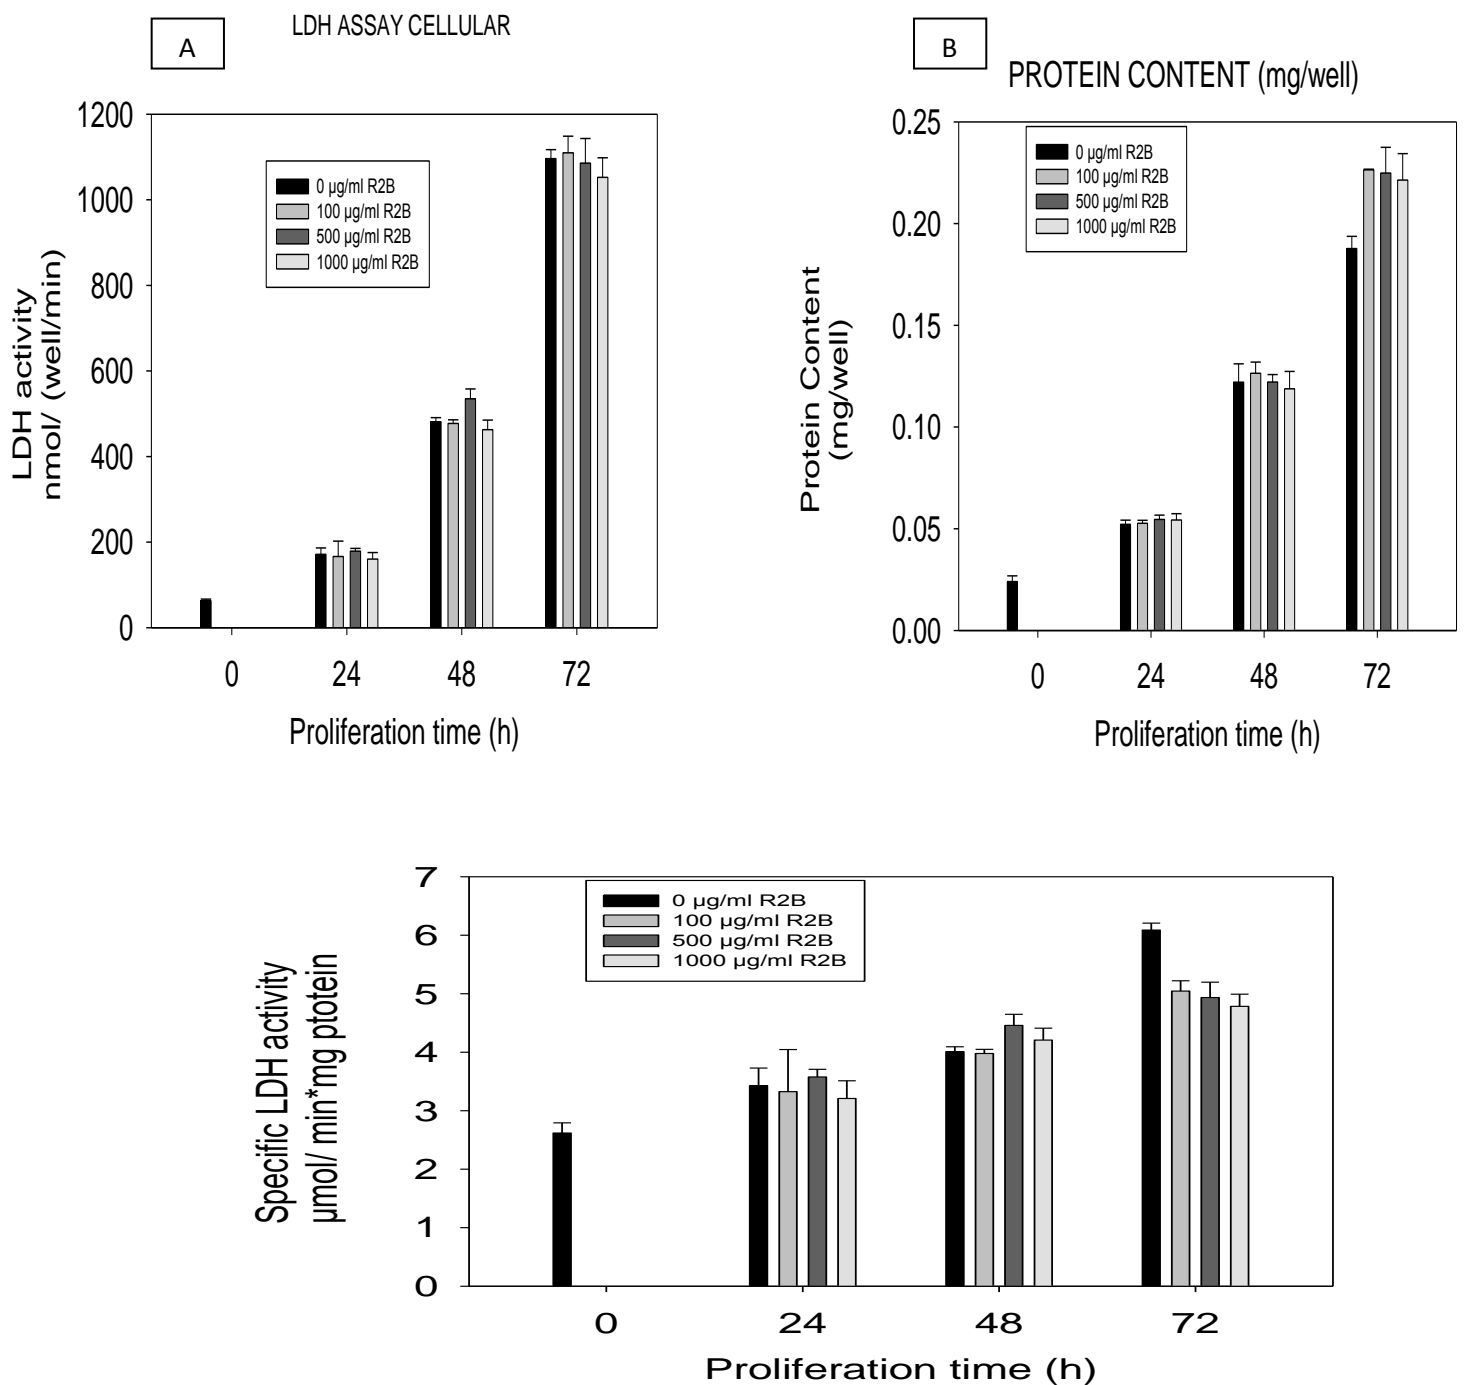 A
LDH ASSAY CELLULAR
1200
1000
800
600
400
200
0
LDH activity
nmol/ (well/min)
0 µg/ml R2B
100 µg/ml R2B
500 µg/ml R2B
1000 µg/ml R2B
0 24 48 72
Proliferation time (h)
B
PROTEIN CONTENT (mg/well)
0.25
0.20
0.15
0.10
0.05
0.00
Protein Content
(mg/well)
0 µg/ml R2B
100 µg/ml R2B
500 µg/ml R2B
1000 µg/ml R2B
0 24 48 72
Proliferation time (h)
7
6
5
4
3
2
1
0
Specific LDH activity
µmol/ min*mg ptotein
0 µg/ml R2B
100 µg/ml R2B
500 µg/ml R2B
1000 µg/ml R2B
0 24 48 72
Proliferation time (h)